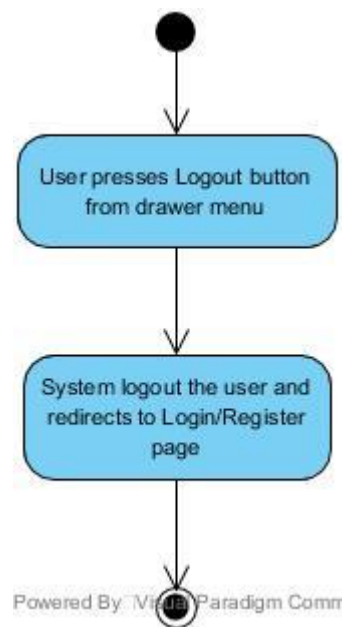 User presses Logout button
from drawer menu
System logout the user and
redirects to Login/Register
page
Powered By Visual Paradigm Comm